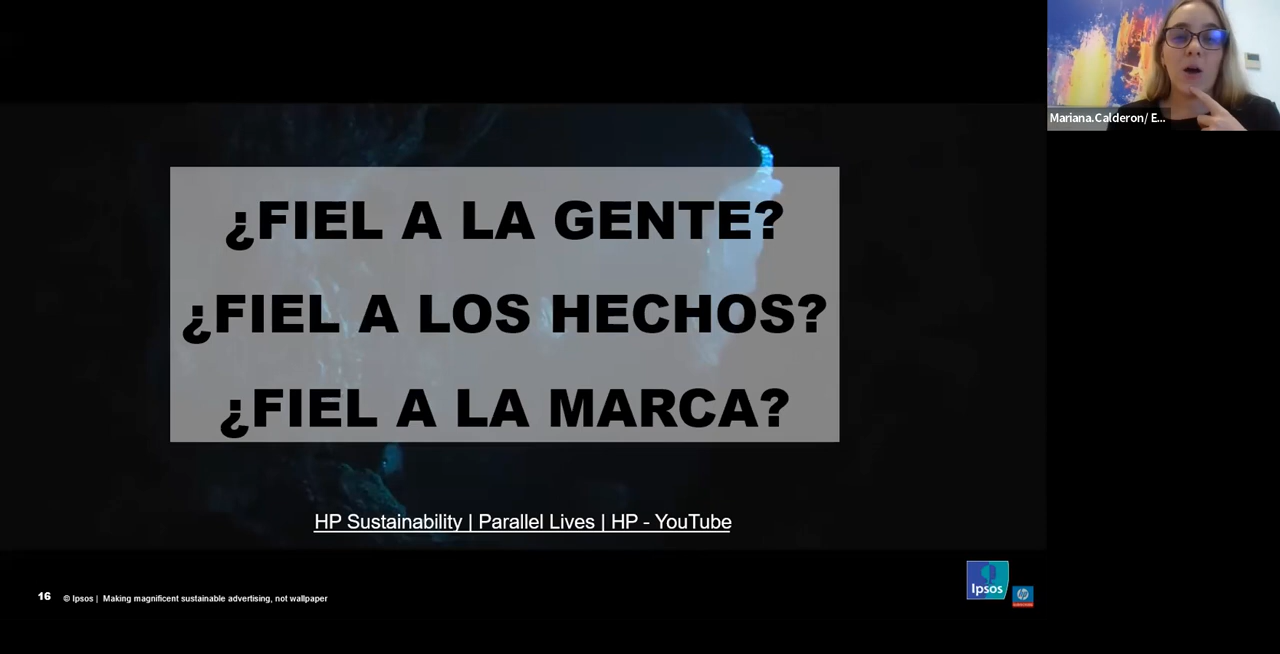 Mariana.Calderon/ E...
¿FIEL A LA GENTE?
¿FIEL A LOS HECHOS?
¿FIEL A LA MARCA?
HP Sustainability | Parallel Lives | HP - YouTube
Ipsos
hp
16
© Ipsos | Making magnificent sustainable advertising, not wallpaper